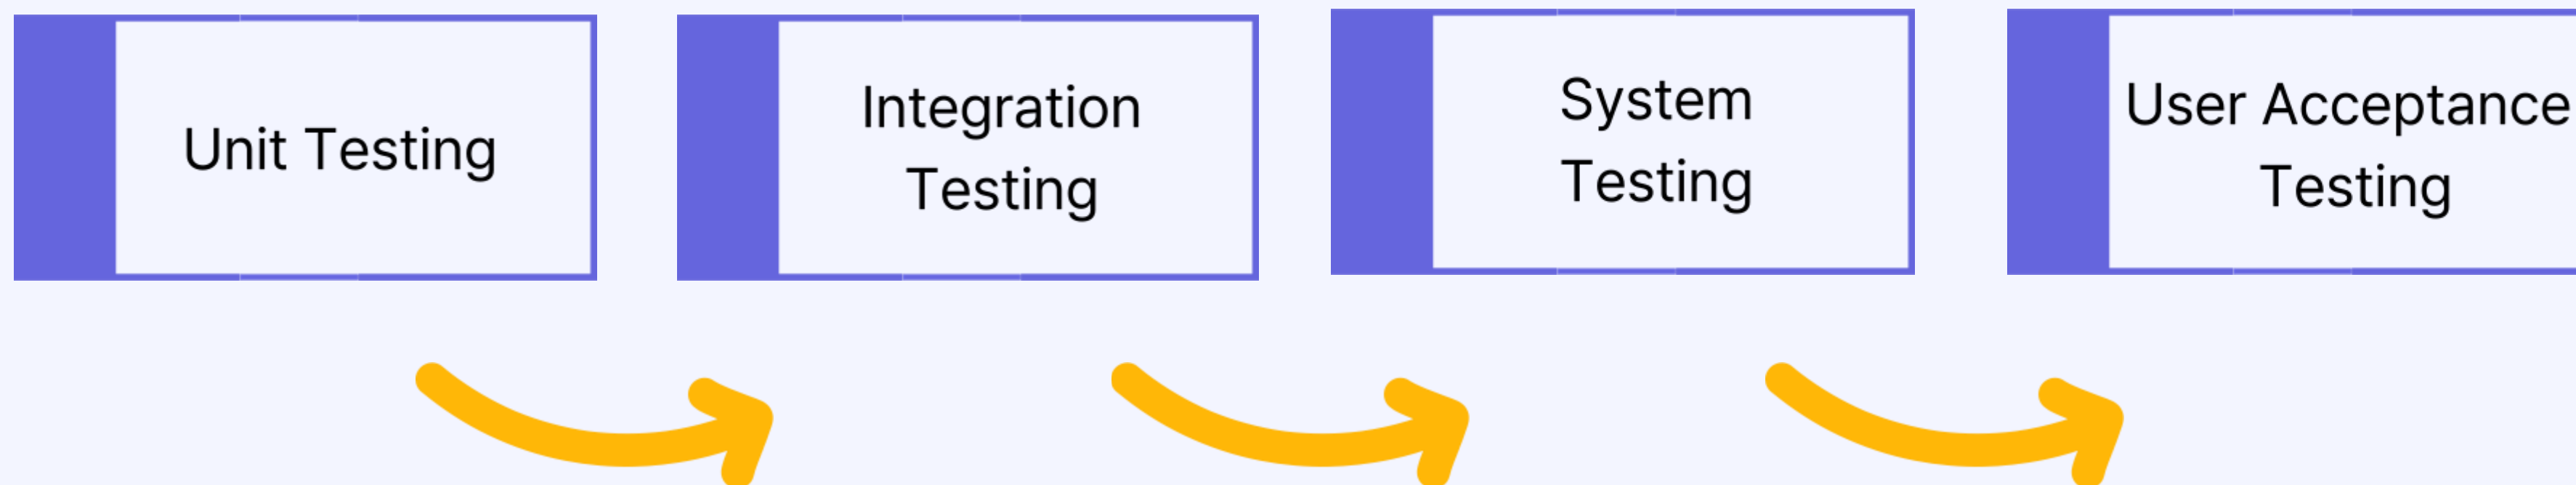 Unit Testing
Integration
Testing
System
Testing
User Acceptance
Testing